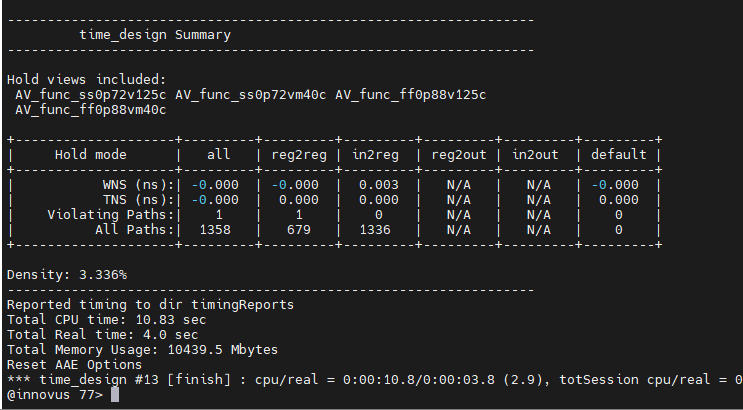 -----------------------------------------------------------------
time_design Summary
-----------------------------------------------------------------
Hold views included:
AV_func_ss0p72v125c AV_func_ss0p72vm40c AV_func_ff0p88v125c
AV_func_ff0p88vm40c
+--------------------+---------+---------+---------+---------+---------+---------+
|     Hold mode      |   all   | reg2reg | in2reg  | reg2out | in2out  | default |
+--------------------+---------+---------+---------+---------+---------+---------+
|           WNS (ns):| -0.000  | -0.000  |  0.003  |   N/A   |   N/A   | -0.000  |
|           TNS (ns):| -0.000  |  0.000  |  0.000  |   N/A   |   N/A   |  0.000  |
|    Violating Paths:|    1    |    1    |    0    |   N/A   |   N/A   |    0    |
|          All Paths:|  1358   |   679   |  1336   |   N/A   |   N/A   |    0    |
+--------------------+---------+---------+---------+---------+---------+---------+
Density: 3.336%
-----------------------------------------------------------------
Reported timing to dir timingReports
Total CPU time: 10.83 sec
Total Real time: 4.0 sec
Total Memory Usage: 10439.5 Mbytes
Reset AAE Options
*** time_design #13 [finish] : cpu/real = 0:00:10.8/0:00:03.8 (2.9), totSession cpu/real = 0
@innovus 77>